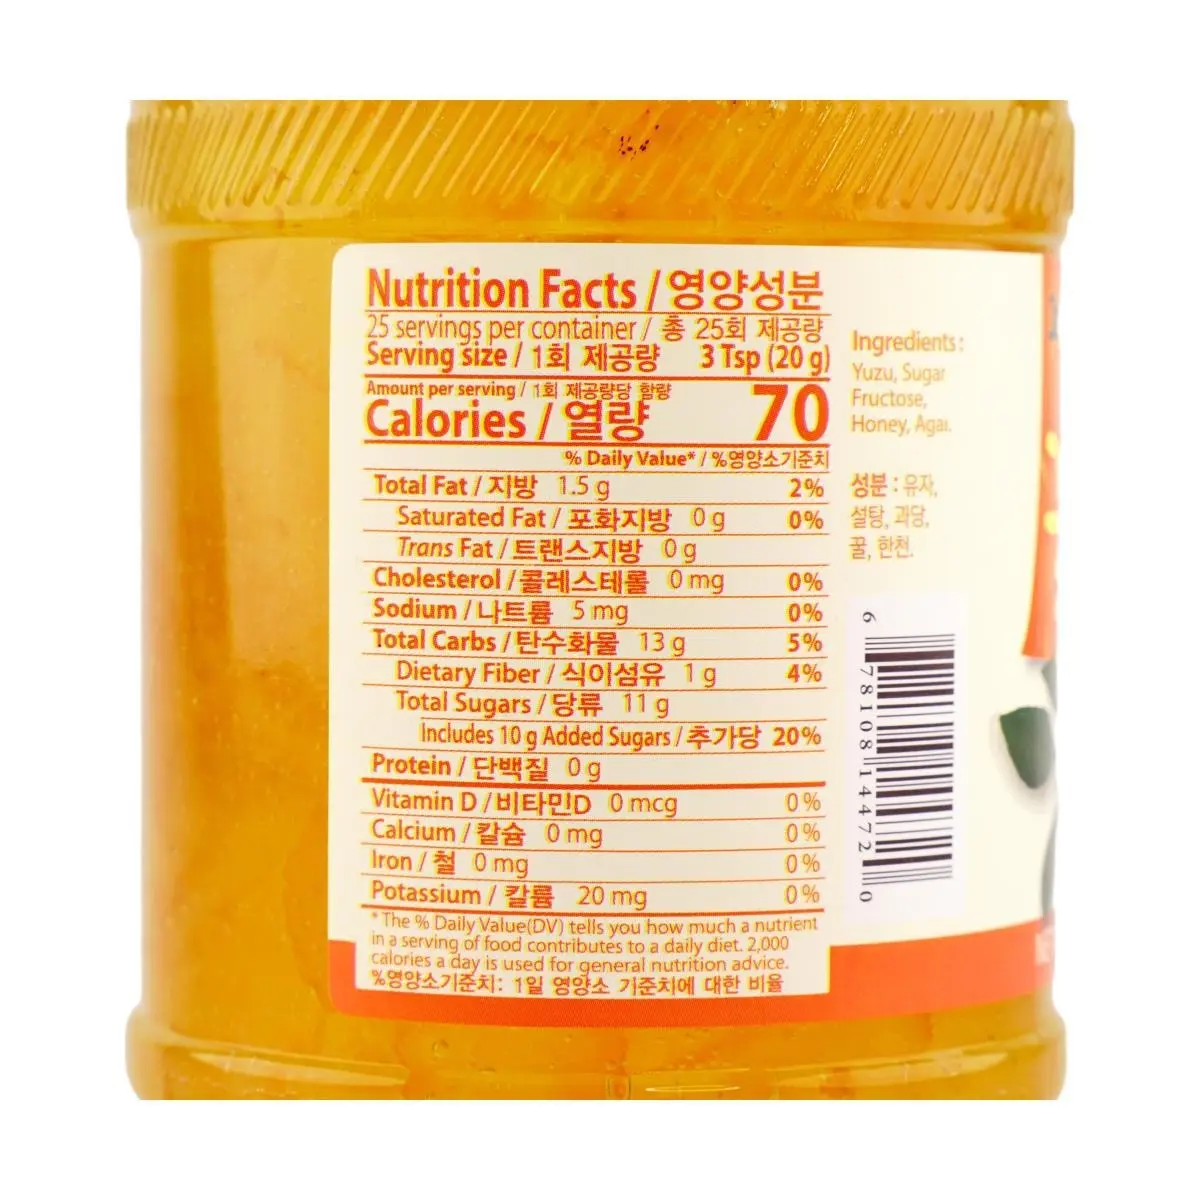 Nutrition Facts / 영양성분
25 servings per container / 총 25회 제공량
Serving size / 1회 제공량 3 Tsp (20 g)
Amount per serving / 1회 제공량당 함량
Calories / 열량 70
% Daily Value* / %영양소기준치
Total Fat / 지방 1.5 g 2%
Saturated Fat / 포화지방 0 g 0%
Trans Fat / 트랜스지방 0 g
Cholesterol / 콜레스테롤 0 mg 0%
Sodium / 나트륨 5 mg 0%
Total Carbs / 탄수화물 13 g 5%
Dietary Fiber / 식이섬유 1 g 4%
Total Sugars / 당류 11 g
Includes 10 g Added Sugars / 추가당 20%
Protein / 단백질 0 g
Vitamin D / 비타민D 0 mcg 0%
Calcium / 칼슘 0 mg 0%
Iron / 철 0 mg 0%
Potassium / 칼륨 20 mg 0%
* The % Daily Value(DV) tells you how much a nutrient
in a serving of food contributes to a daily diet. 2,000
calories a day is used for general nutrition advice.
%영양소기준치: 1일 영양소 기준치에 대한 비율
Ingredients :
Yuzu, Sugar
Fructose,
Honey, Agar.
성분 : 유자,
설탕, 과당,
꿀, 한천.
6 78108 14472 0